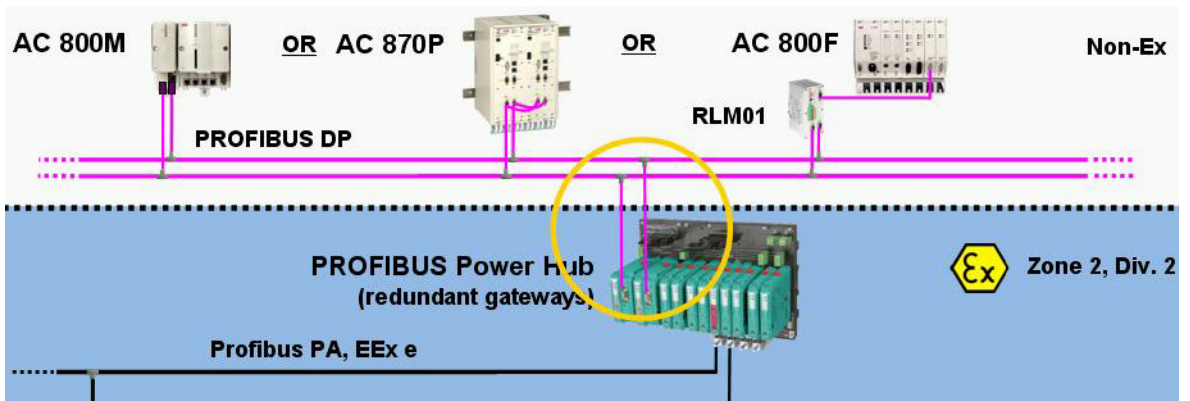 AC 800M
OR
AC 870P
OR
AC 800F
Non-Ex
RLM01
PROFIBUS DP
PROFIBUS Power Hub
(redundant gateways)
Ex
Zone 2, Div. 2
Profibus PA, EEx e